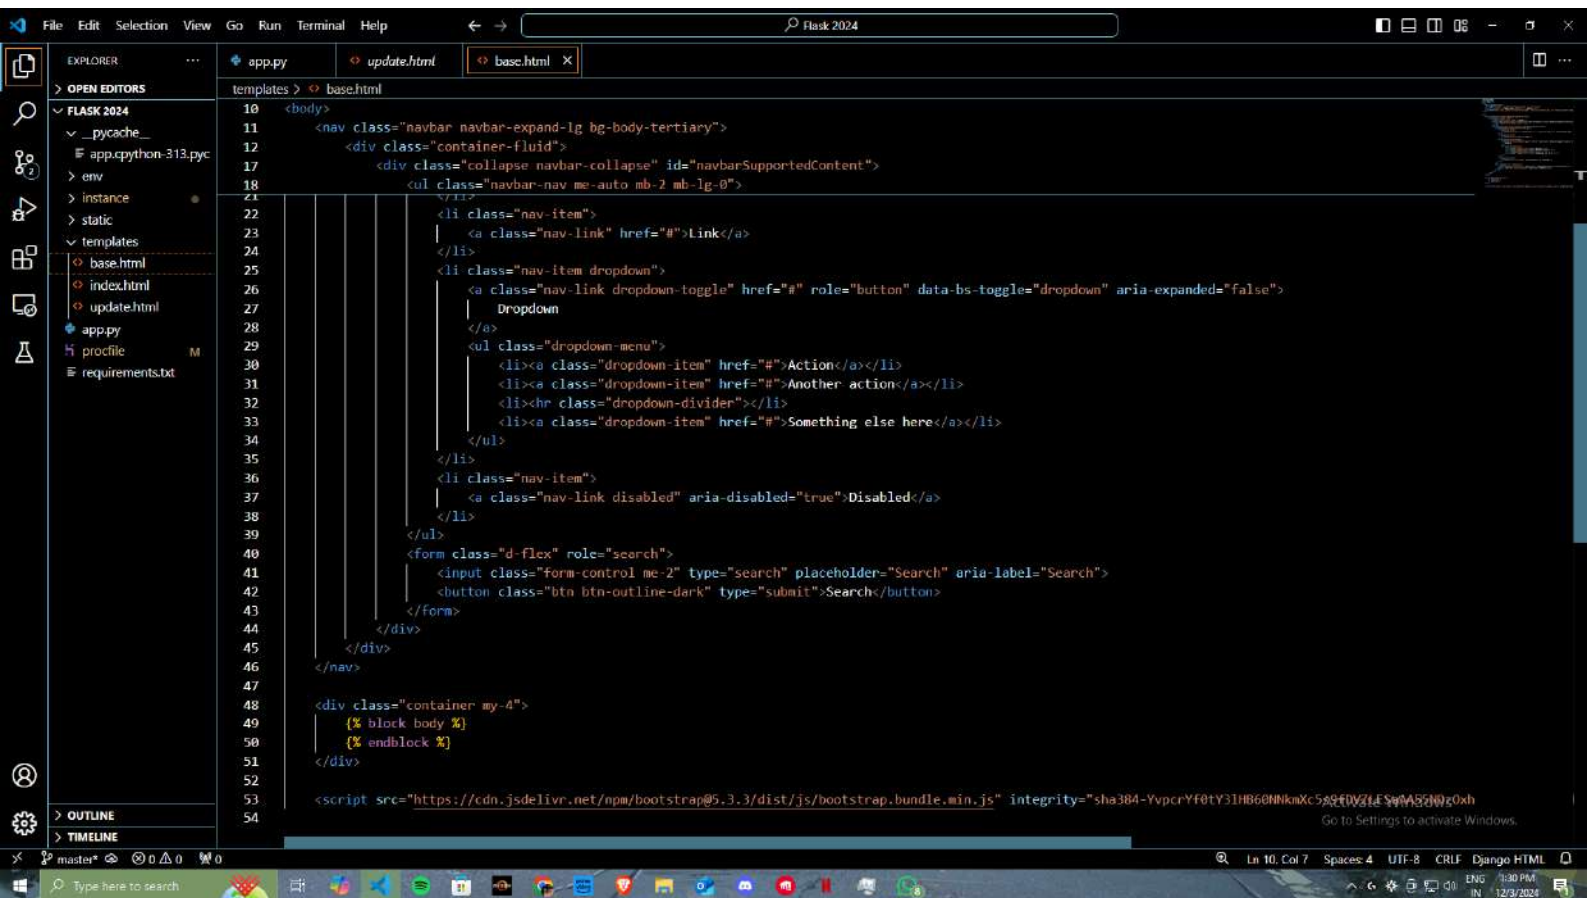 File Edit Selection View Go Run Terminal Help
Flask 2024
EXPLORER
app.py
update.html
base.html
OPEN EDITORS
templates > base.html
FLASK 2024
__pycache__
app.cpython-313.pyc
env
instance
static
templates
base.html
index.html
update.html
app.py
procfile M
requirements.txt
OUTLINE
TIMELINE
10 <body>
11 <nav class="navbar navbar-expand-lg bg-body-tertiary">
12 <div class="container-fluid">
17 <div class="collapse navbar-collapse" id="navbarSupportedContent">
18 <ul class="navbar-nav me-auto mb-2 mb-lg-0">
21 </li>
22 <li class="nav-item">
23 <a class="nav-link" href="#">Link</a>
24 </li>
25 <li class="nav-item dropdown">
26 <a class="nav-link dropdown-toggle" href="#" role="button" data-bs-toggle="dropdown" aria-expanded="false">
27 Dropdown
28 </a>
29 <ul class="dropdown-menu">
30 <li><a class="dropdown-item" href="#">Action</a></li>
31 <li><a class="dropdown-item" href="#">Another action</a></li>
32 <li><hr class="dropdown-divider"></li>
33 <li><a class="dropdown-item" href="#">Something else here</a></li>
34 </ul>
35 </li>
36 <li class="nav-item">
37 <a class="nav-link disabled" aria-disabled="true">Disabled</a>
38 </li>
39 </ul>
40 <form class="d-flex" role="search">
41 <input class="form-control me-2" type="search" placeholder="Search" aria-label="Search">
42 <button class="btn btn-outline-dark" type="submit">Search</button>
43 </form>
44 </div>
45 </div>
46 </nav>
47
48 <div class="container my-4">
49 {% block body %}
50 {% endblock %}
51 </div>
52
53 <script src="https://cdn.jsdelivr.net/npm/bootstrap@5.3.3/dist/js/bootstrap.bundle.min.js" integrity=
54
Activate Windows
Go to Settings to activate Windows.
master* 0 0 0
Ln 10, Col 7 Spaces: 4 UTF-8 CRLF Django HTML
Type here to search
ENG 3:30 PM
IN 12/3/2024